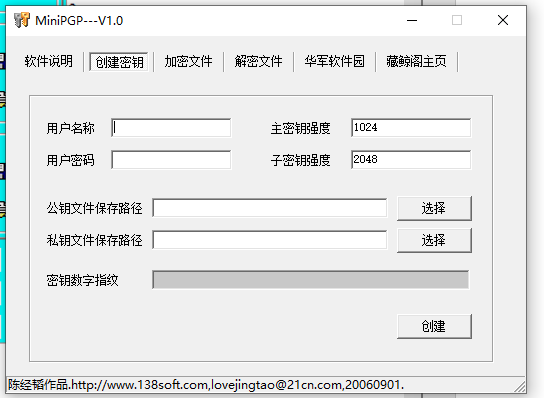 MiniPGP---V1.0
软件说明 创建密钥 加密文件 解密文件 华军软件园 藏鲸阁主页
用户名称 主密钥强度 1024
用户密码 子密钥强度 2048
公钥文件保存路径 选择
私钥文件保存路径 选择
密钥数字指纹
创建
陈经韬作品.http://www.138soft.com,lovejingtao@21cn.com,20060901.